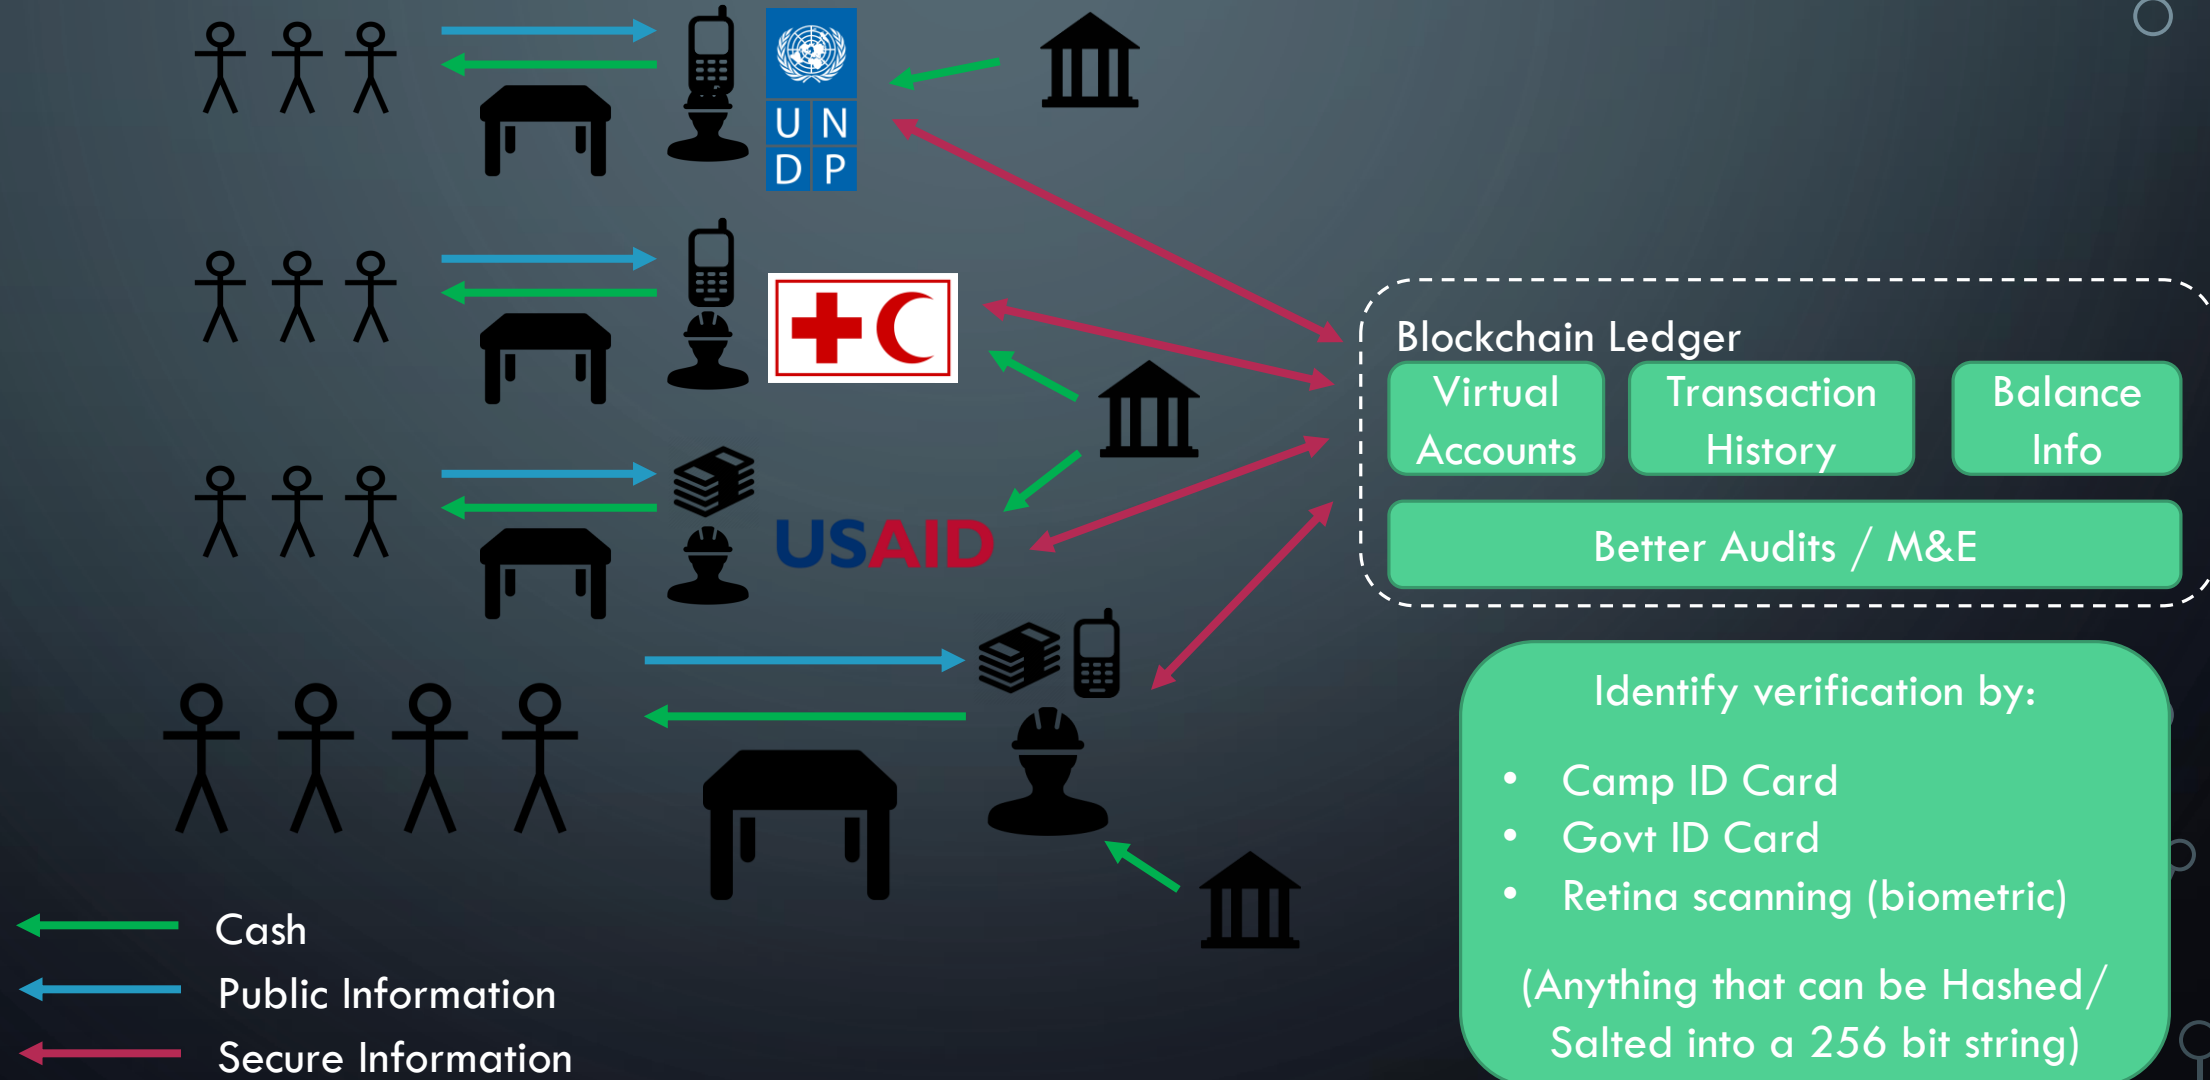 U N
D P
USAID
Blockchain Ledger
Virtual
Accounts
Transaction
History
Balance
Info
Better Audits / M&E
Identify verification by:
• Camp ID Card
• Govt ID Card
• Retina scanning (biometric)
(Anything that can be Hashed/
Salted into a 256 bit string)
Cash
Public Information
Secure Information